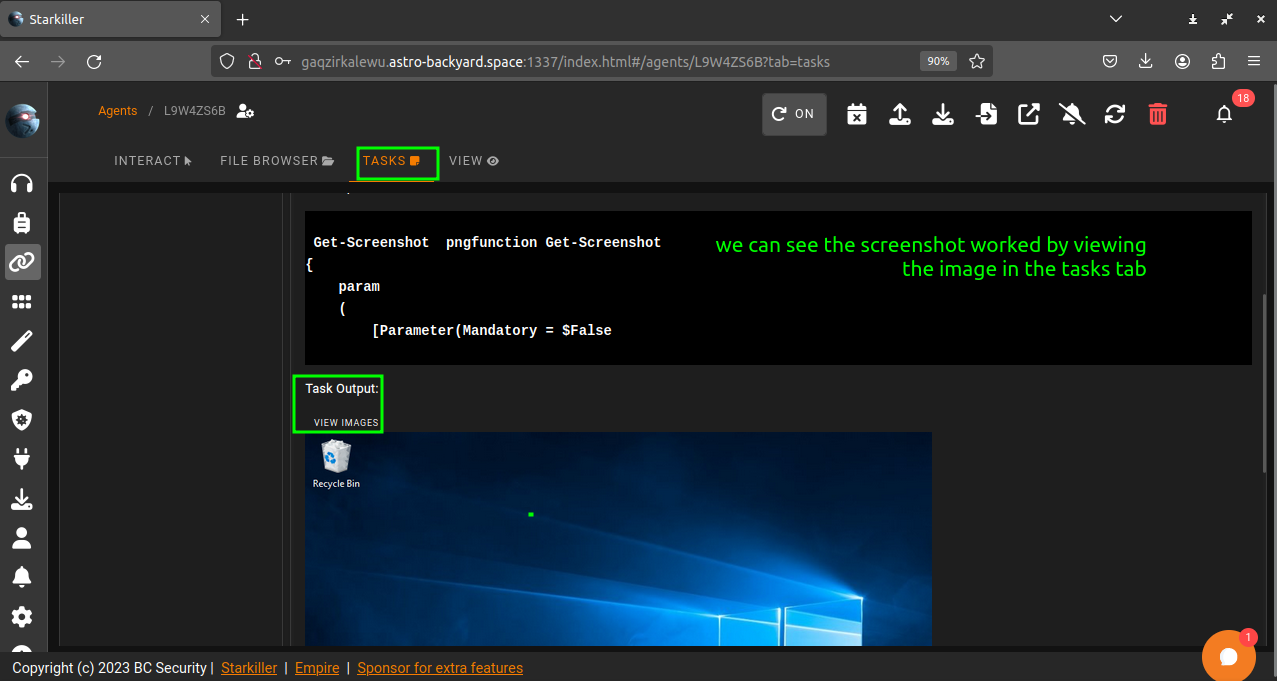 Starkiller
gaqzirkalewu.astro-backyard.space:1337/index.html#/agents/L9W4ZS6B?tab=tasks
90%
Agents / L9W4ZS6B
ON
18
INTERACT
FILE BROWSER
TASKS
VIEW
Get-Screenshot  pngfunction Get-Screenshot
{
    param
    (
        [Parameter(Mandatory = $False
we can see the screenshot worked by viewing
the image in the tasks tab
Task Output:
VIEW IMAGES
Recycle Bin
1
Copyright (c) 2023 BC Security | Starkiller | Empire | Sponsor for extra features